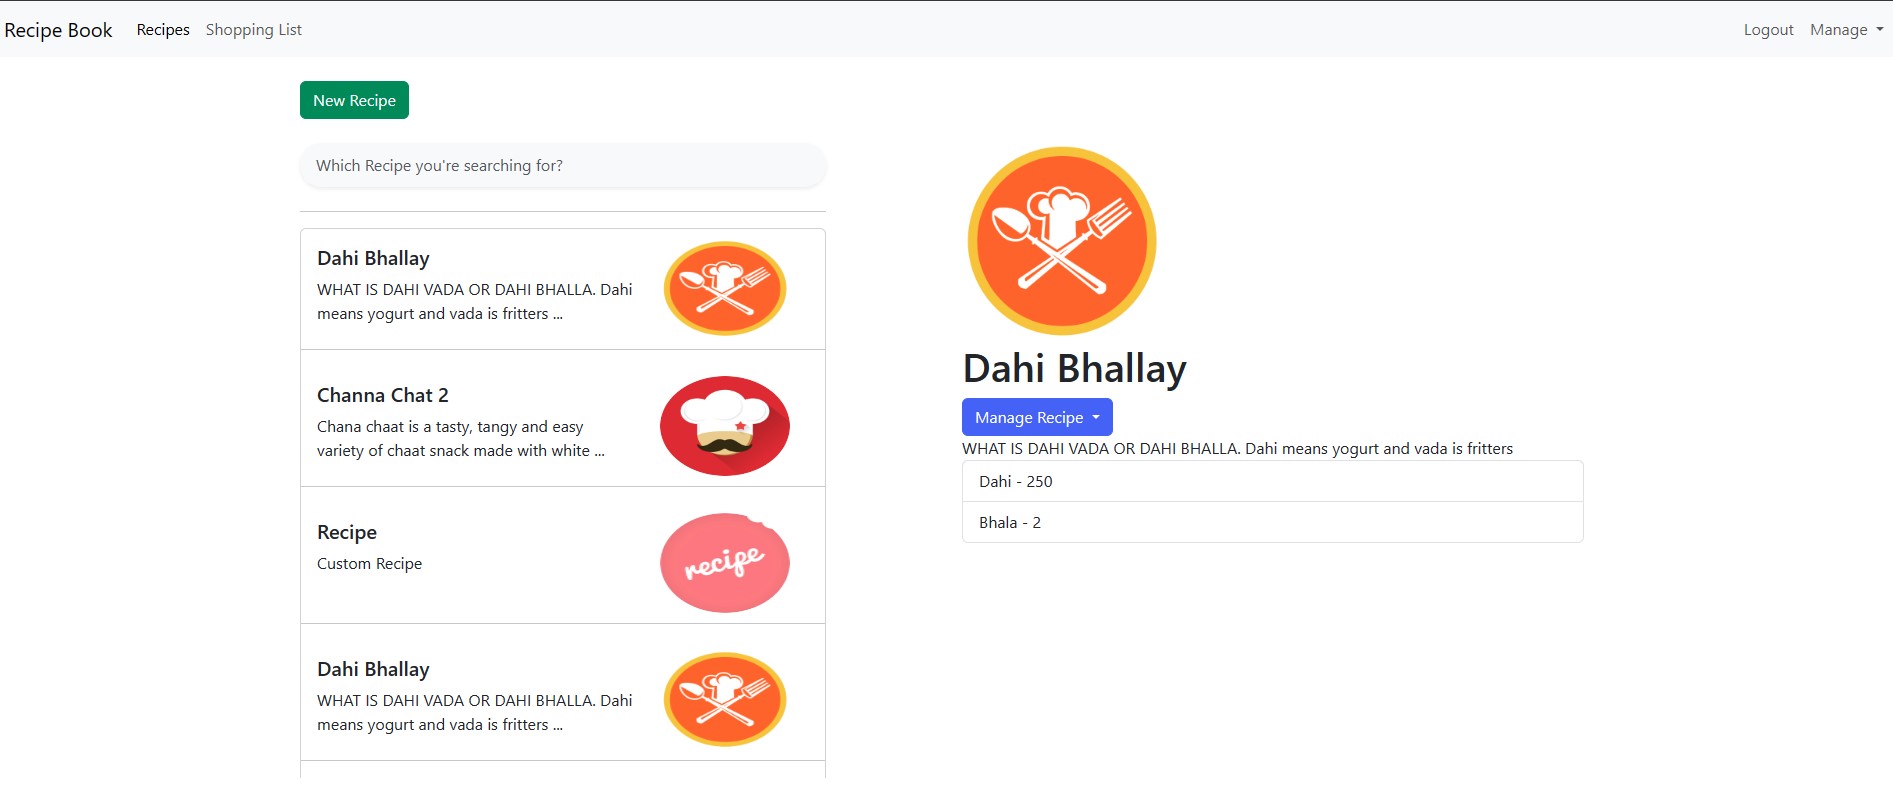 Recipe Book Recipes Shopping List Logout Manage
New Recipe
Which Recipe you're searching for?
Dahi Bhallay
WHAT IS DAHI VADA OR DAHI BHALLA. Dahi
means yogurt and vada is fritters ...
Channa Chat 2
Chana chaat is a tasty, tangy and easy
variety of chaat snack made with white ...
Recipe
Custom Recipe
recipe
Dahi Bhallay
WHAT IS DAHI VADA OR DAHI BHALLA. Dahi
means yogurt and vada is fritters ...
Dahi Bhallay
Manage Recipe
WHAT IS DAHI VADA OR DAHI BHALLA. Dahi means yogurt and vada is fritters
Dahi - 250
Bhala - 2